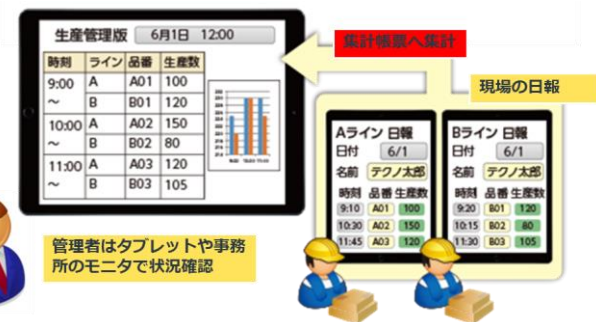 生産管理版 6月1日 12:00
時刻 ライン 品番 生産数
9:00 A A01 100
～ B B01 120
10:00 A A02 150
～ B B02 80
11:00 A A03 120
～ B B03 105
集計帳票へ集計
現場の日報
Aライン 日報
日付 6/1
名前 テクノ太郎
時刻 品番 生産数
9:10 A01 100
10:30 A02 150
11:45 A03 120
Bライン 日報
日付 6/1
名前 テクノ太郎
時刻 品番 生産数
9:20 B01 120
10:15 B02 80
11:30 B03 105
管理者はタブレットや事務
所のモニタで状況確認